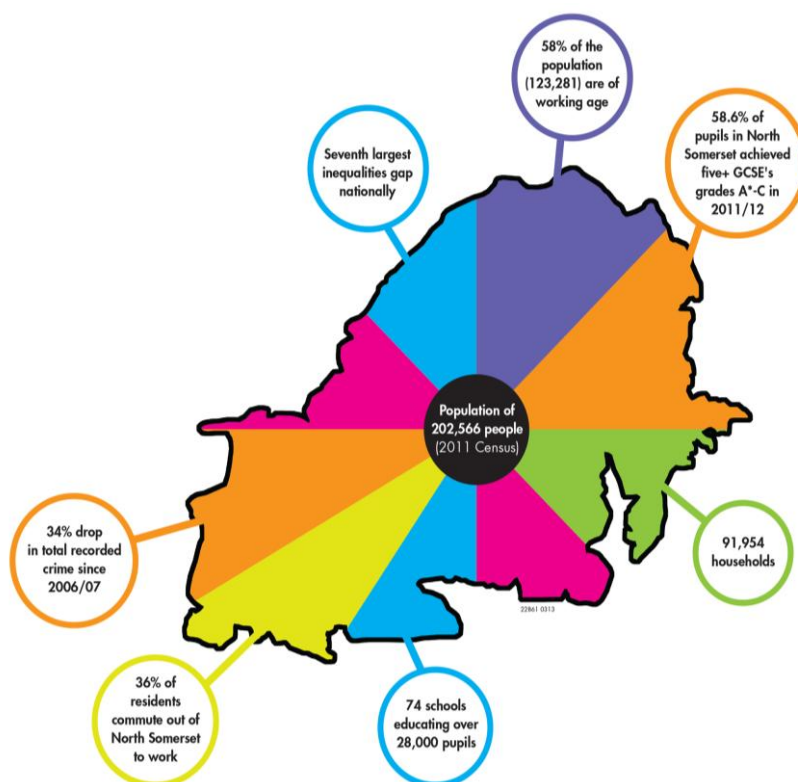 58% of the
population
(123,281) are of
working age
58.6% of
pupils in North
Somerset achieved
five+ GCSE's
grades A*-C in
2011/12
Seventh largest
inequalities gap
nationally
Population of
202,566 people
(2011 Census)
34% drop
in total recorded
crime since
2006/07
91,954
households
22861 0313
36% of
residents
commute out of
North Somerset
to work
74 schools
educating over
28,000 pupils